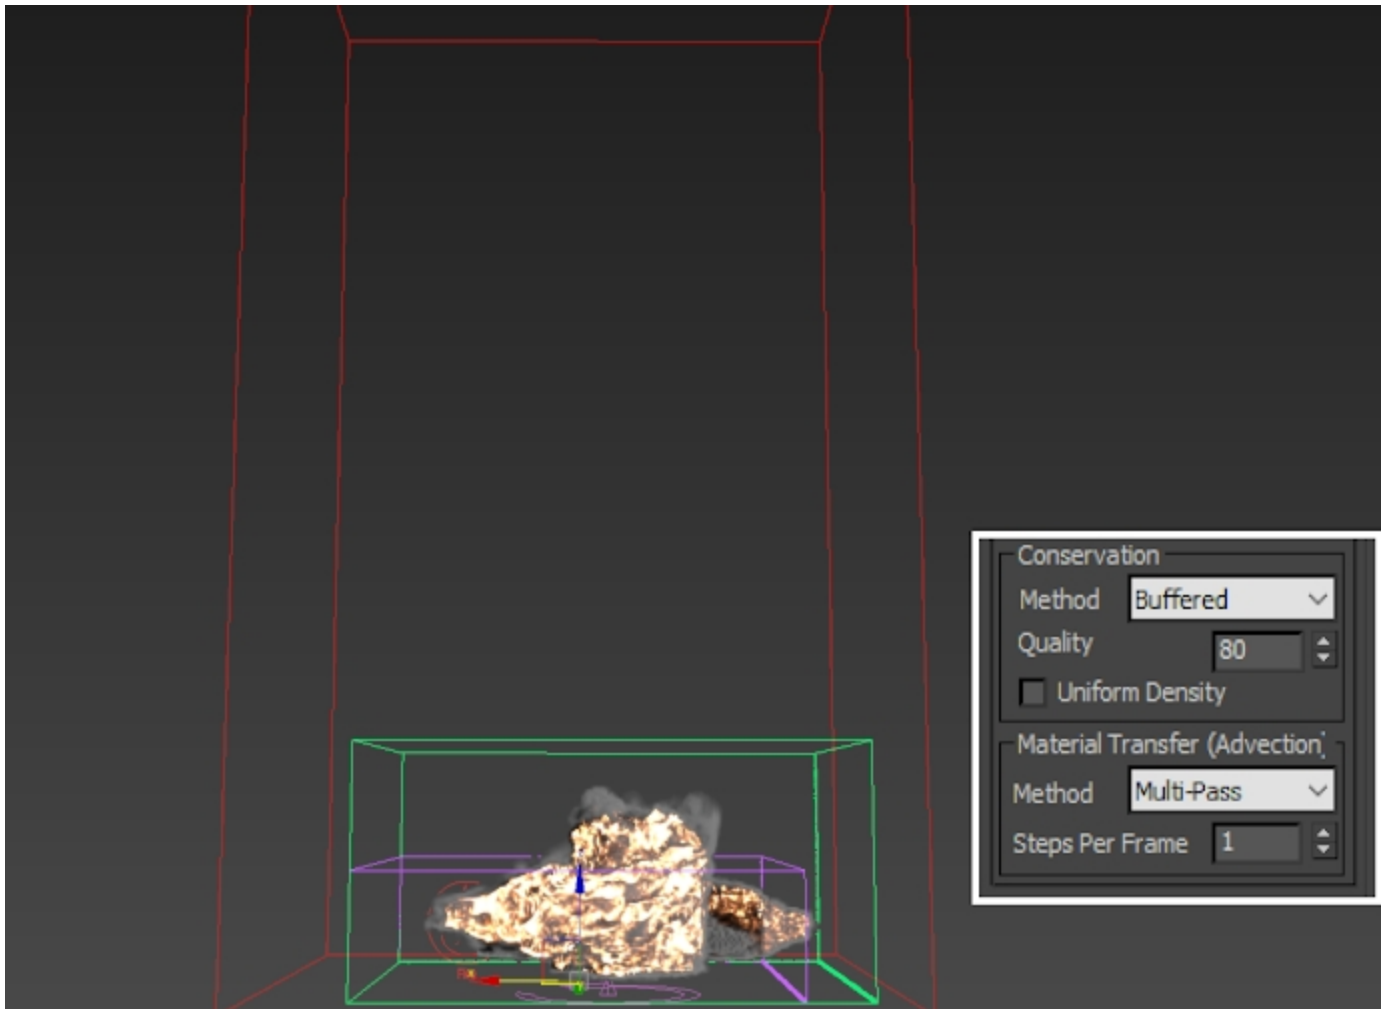 Conservation
Method Buffered
Quality 80
Uniform Density
Material Transfer (Advection)
Method Multi-Pass
Steps Per Frame 1